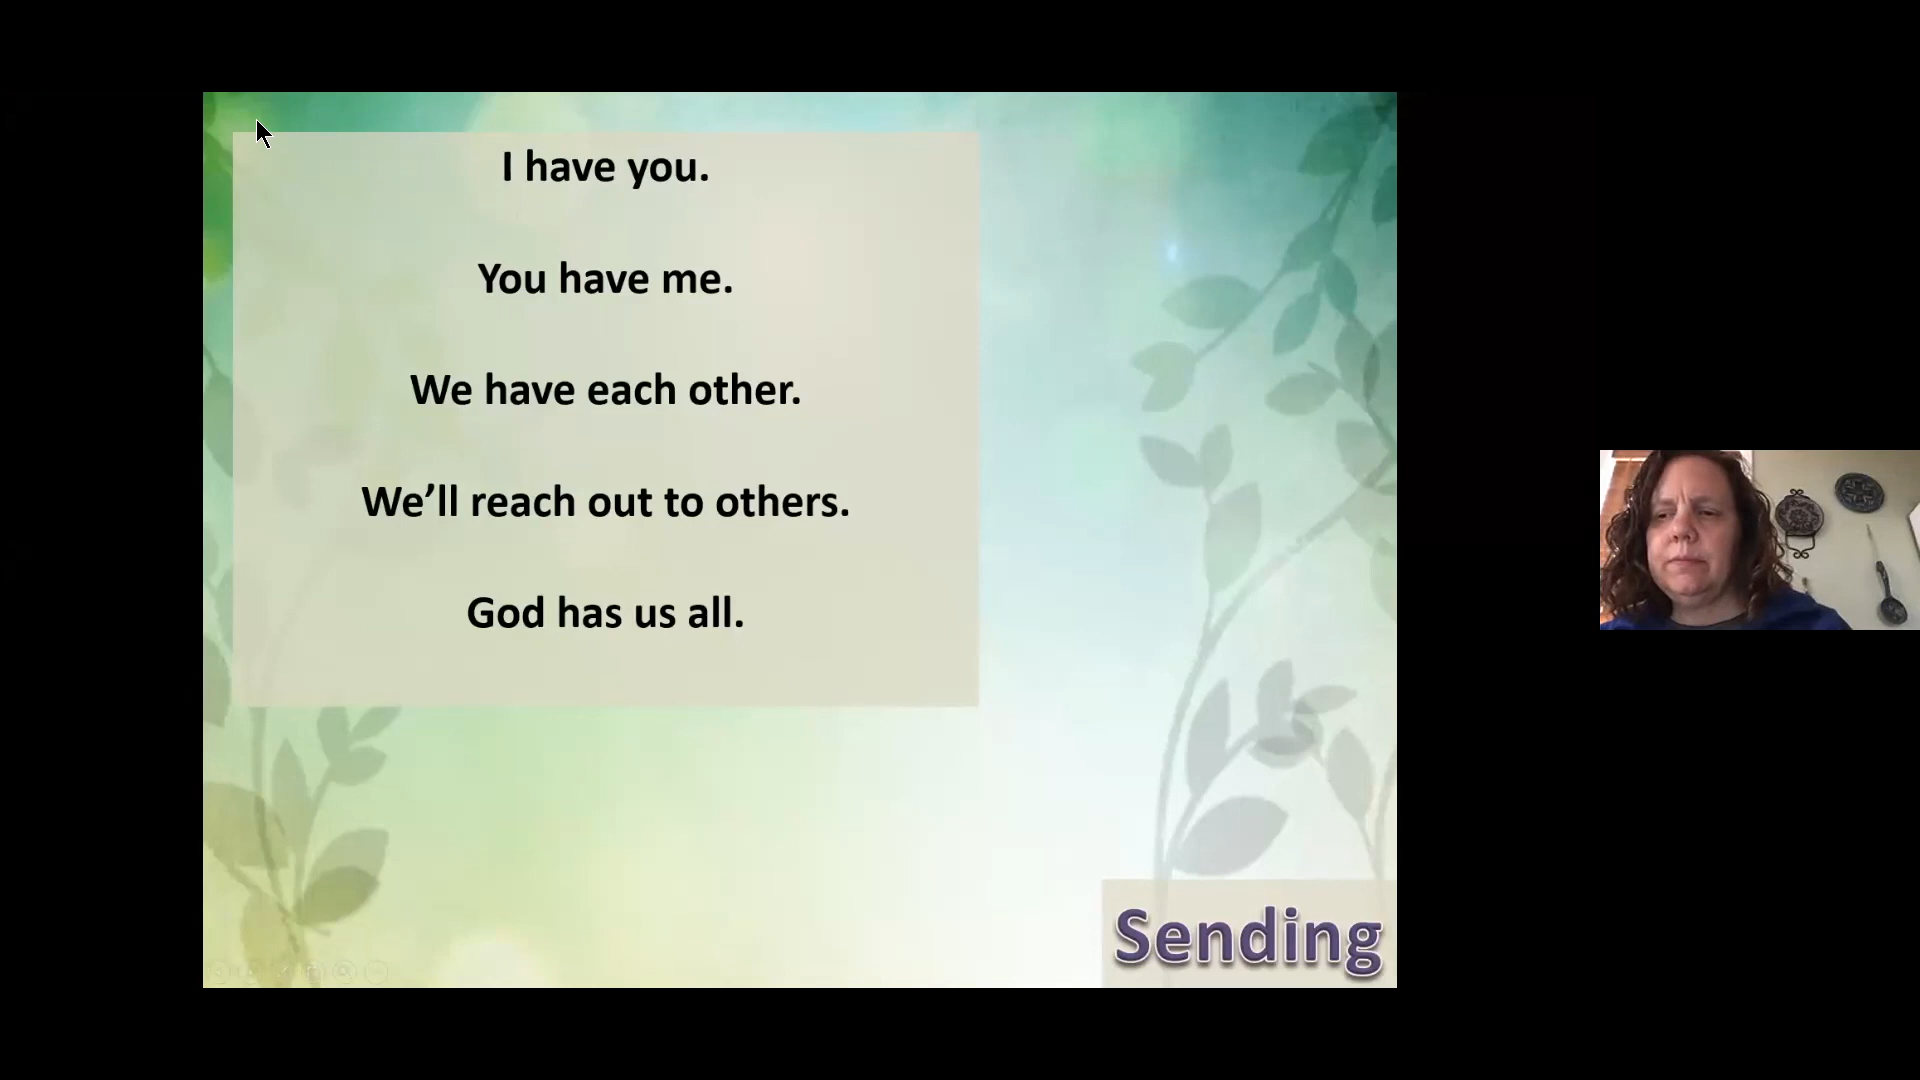 I have you.
You have me.
We have each other.
We’ll reach out to others.
God has us all.
Sending